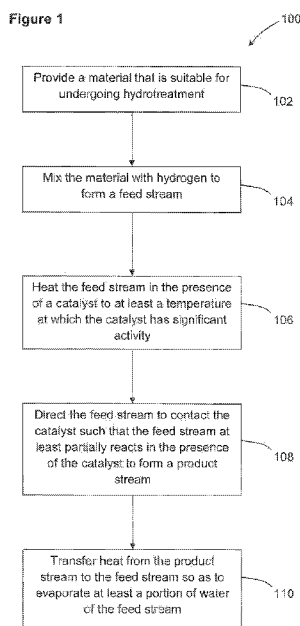 Figure 1
100
Provide a material that is suitable for
undergoing hydrotreatment
102
Mix the material with hydrogen to
form a feed stream
104
Heat the feed stream in the presence
of a catalyst to at least a temperature
at which the catalyst has significant
activity
106
Direct the feed stream to contact the
catalyst such that the feed stream at
least partially reacts in the presence
of the catalyst to form a product
stream
108
Transfer heat from the product
stream to the feed stream so as to
evaporate at least a portion of water
of the feed stream
110